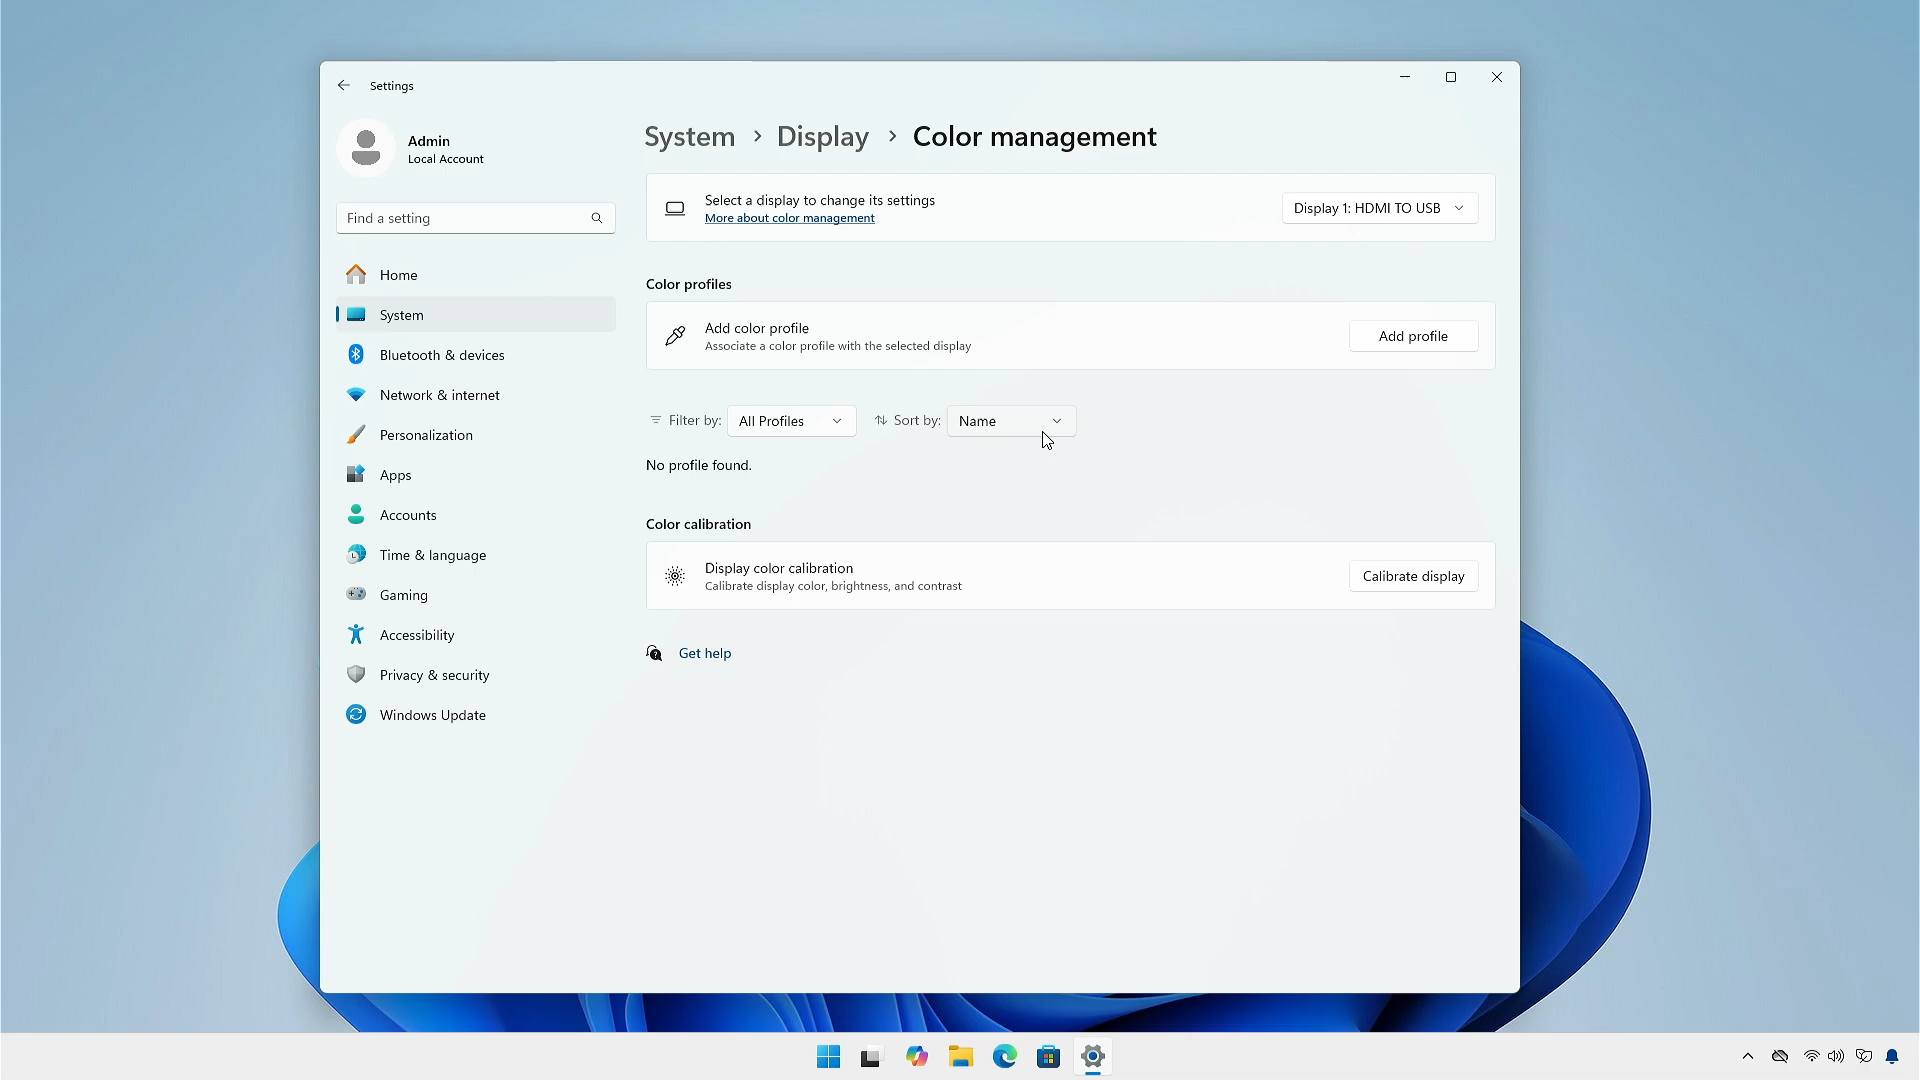 Settings
Admin
Local Account
Find a setting
Home
System
Bluetooth & devices
Network & internet
Personalization
Apps
Accounts
Time & language
Gaming
Accessibility
Privacy & security
Windows Update
System > Display > Color management
Select a display to change its settings
More about color management
Display 1: HDMI TO USB
Color profiles
Add color profile
Associate a color profile with the selected display
Add profile
Filter by: All Profiles Sort by: Name
No profile found.
Color calibration
Display color calibration
Calibrate display color, brightness, and contrast
Calibrate display
Get help